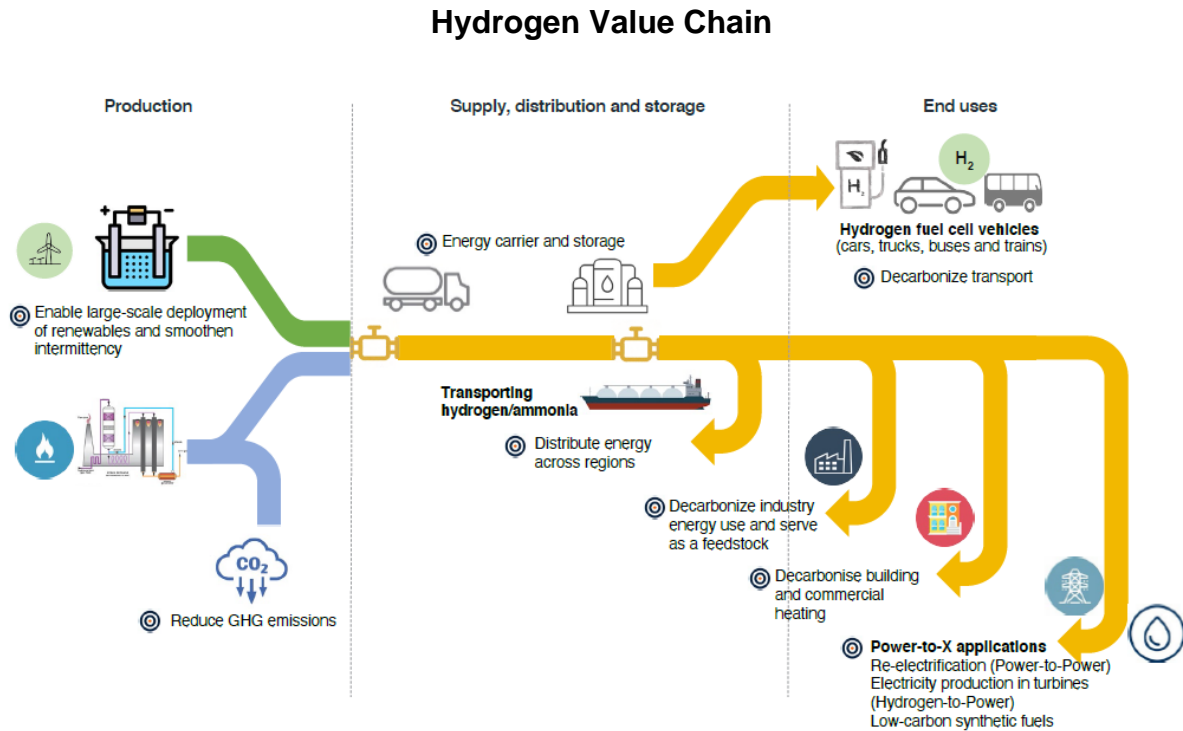 Hydrogen Value Chain
Production
Supply, distribution and storage
End uses
+ -
Enable large-scale deployment
of renewables and smoothen
intermittency
CO2
Reduce GHG emissions
Energy carrier and storage
Transporting
hydrogen/ammonia
Distribute energy
across regions
H2
H2
Hydrogen fuel cell vehicles
(cars, trucks, buses and trains)
Decarbonize transport
Decarbonize industry
energy use and serve
as a feedstock
Decarbonise building
and commercial
heating
Power-to-X applications
Re-electrification (Power-to-Power)
Electricity production in turbines
(Hydrogen-to-Power)
Low-carbon synthetic fuels